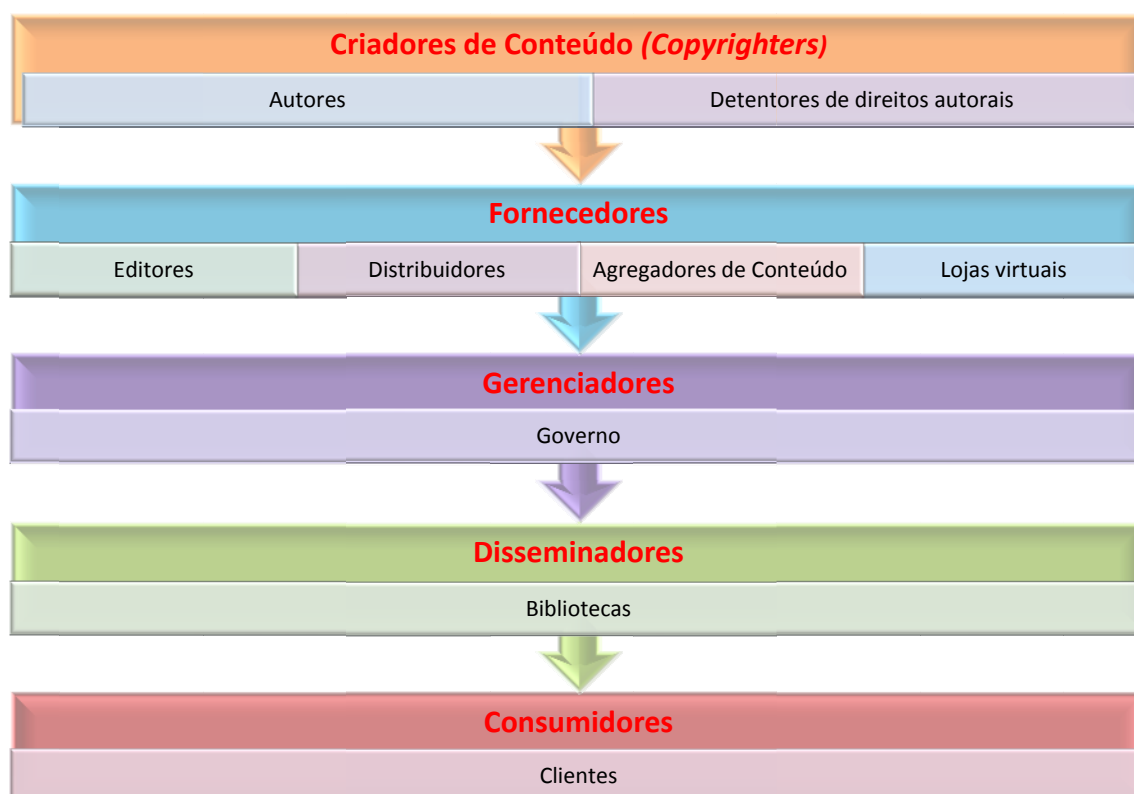 Criadores de Conteúdo (Copyrighters)
Autores Detentores de direitos autorais
Fornecedores
Editores Distribuidores Agregadores de Conteúdo Lojas virtuais
Gerenciadores
Governo
Disseminadores
Bibliotecas
Consumidores
Clientes